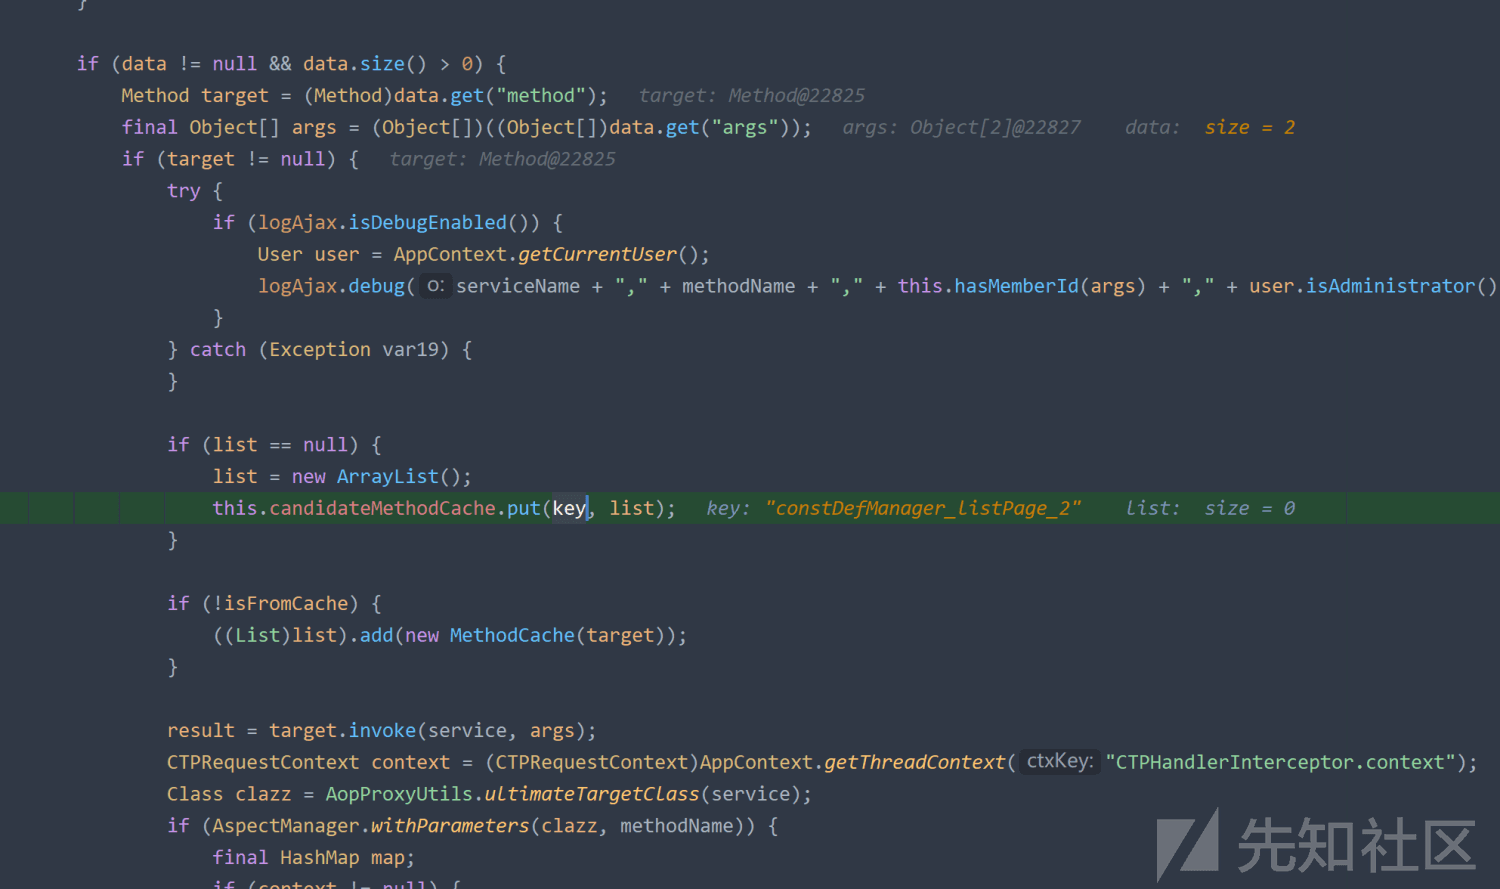 }
if (data != null && data.size() > 0) {
Method target = (Method)data.get("method"); target: Method@22825
final Object[] args = (Object[])((Object[])data.get("args")); args: Object[2]@22827 data: size = 2
if (target != null) { target: Method@22825
try {
if (logAjax.isDebugEnabled()) {
User user = AppContext.getCurrentUser();
logAjax.debug( o: serviceName + "," + methodName + "," + this.hasMemberId(args) + "," + user.isAdministrator()
}
} catch (Exception var19) {
}
if (list == null) {
list = new ArrayList();
this.candidateMethodCache.put(key, list); key: "constDefManager_listPage_2" list: size = 0
}
if (!isFromCache) {
((List)list).add(new MethodCache(target));
}
result = target.invoke(service, args);
CTPRequestContext context = (CTPRequestContext)AppContext.getThreadContext( ctxKey: "CTPHandlerInterceptor.context");
Class clazz = AopProxyUtils.ultimateTargetClass(service);
if (AspectManager.withParameters(clazz, methodName)) {
final HashMap map;
if (context != null) {
先知社区